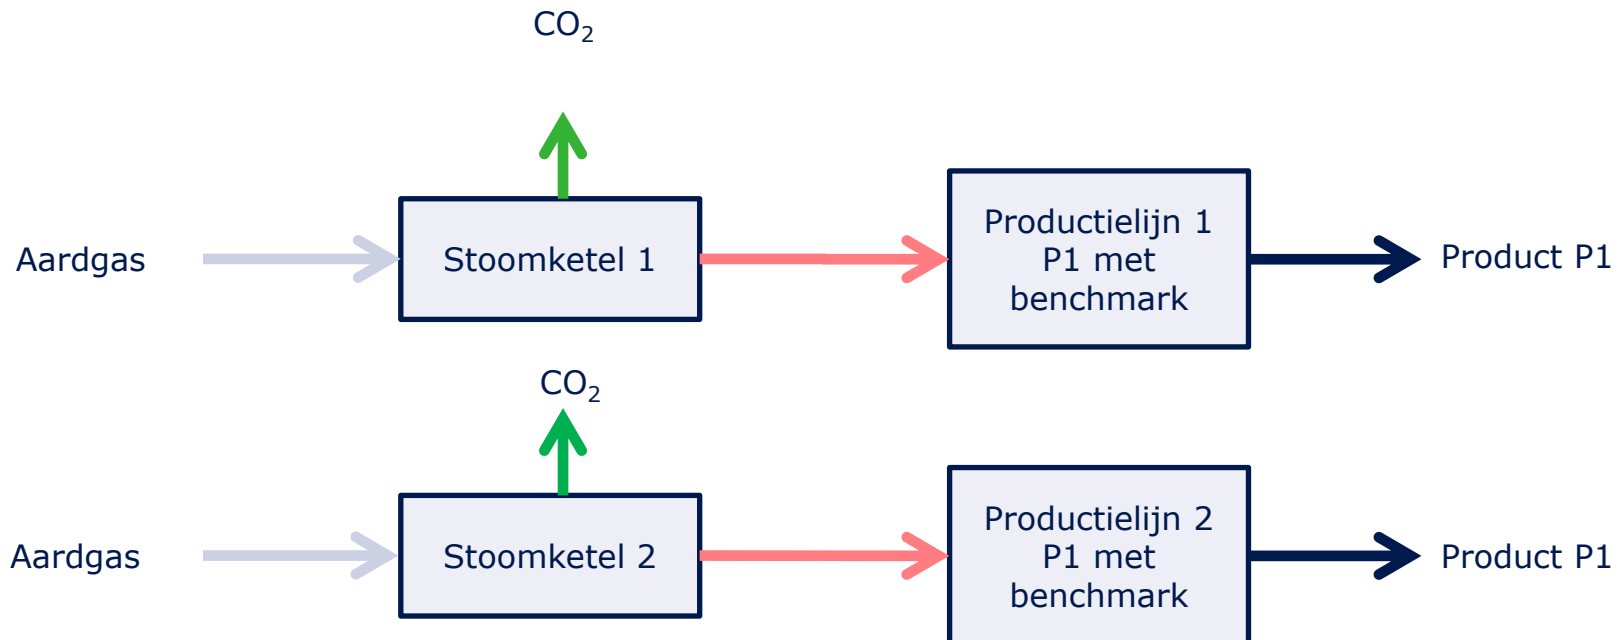 CO₂
Aardgas
Stoomketel 1
Productielijn 1
P1 met
benchmark
Product P1
CO₂
Aardgas
Stoomketel 2
Productielijn 2
P1 met
benchmark
Product P1